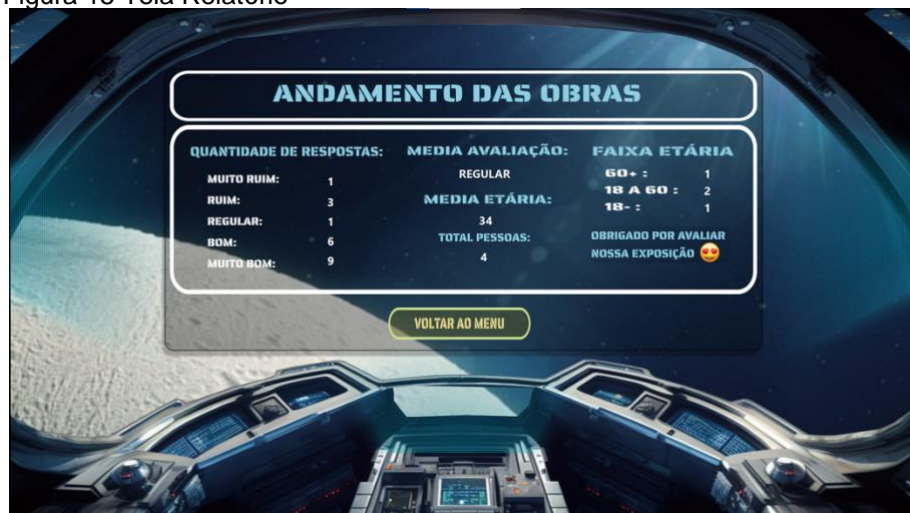 Figura 18 Tela Relatório
ANDAMENTO DAS OBRAS
QUANTIDADE DE RESPOSTAS:
MUITO RUIM: 1
RUIM: 3
REGULAR: 1
BOM: 6
MUITO BOM: 9
MEDIA AVALIAÇÃO:
REGULAR
MEDIA ETÁRIA:
34
TOTAL PESSOAS:
4
FAIXA ETÁRIA
60+ : 1
18 A 60 : 2
18- : 1
OBRIGADO POR AVALIAR
NOSSA EXPOSIÇÃO 😍
VOLTAR AO MENU